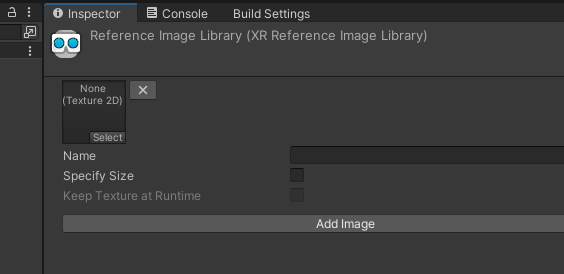 Inspector
Console
Build Settings
Reference Image Library (XR Reference Image Library)
None
(Texture 2D)
Select
Name
Specify Size
Keep Texture at Runtime
Add Image